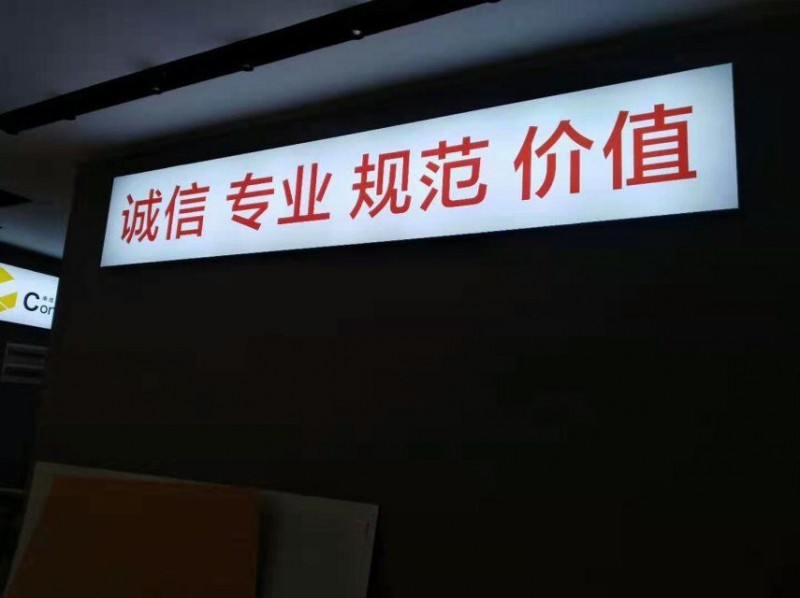 诚信 专业 规范 价值